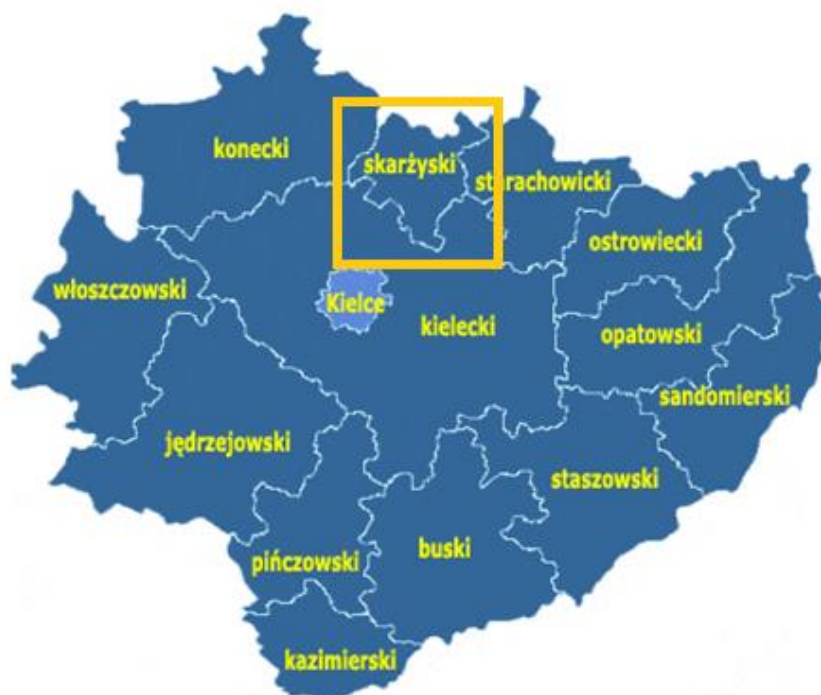 konecki
skarżyski
starachowicki
ostrowiecki
włoszczowski
Kielce
kielecki
opatowski
sandomierski
jędrzejowski
staszowski
pińczowski
buski
kazimierski